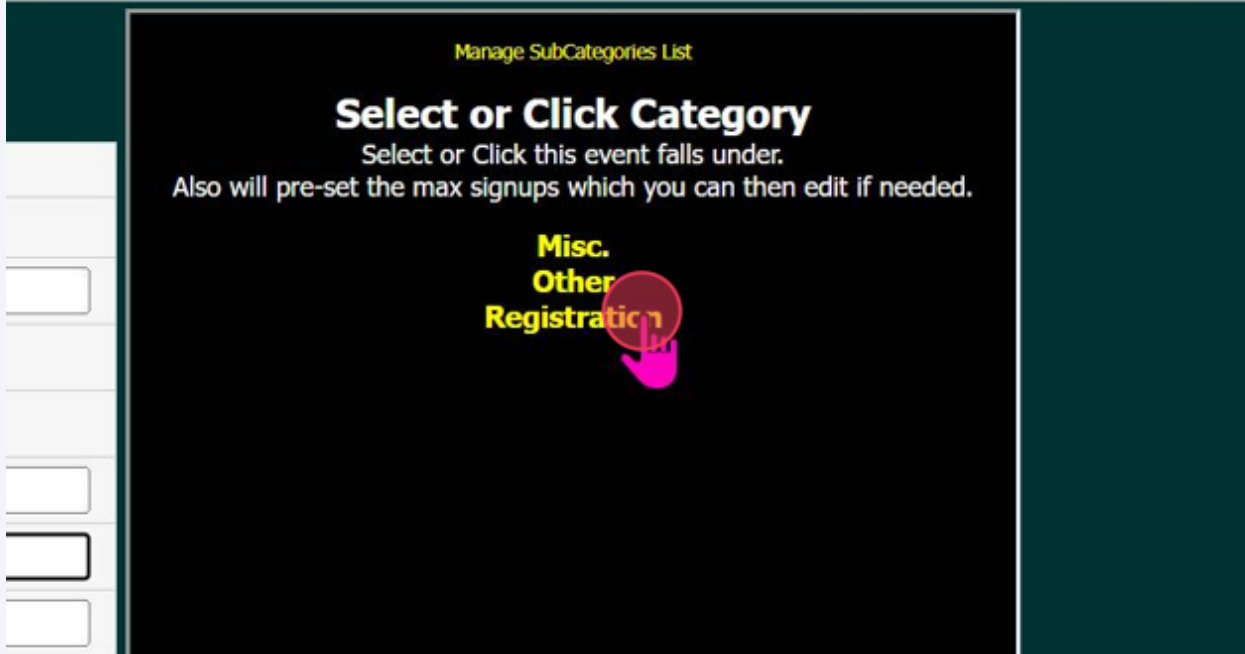 Manage SubCategories List
Select or Click Category
Select or Click this event falls under.
Also will pre-set the max signups which you can then edit if needed.
Misc.
Other
Registration